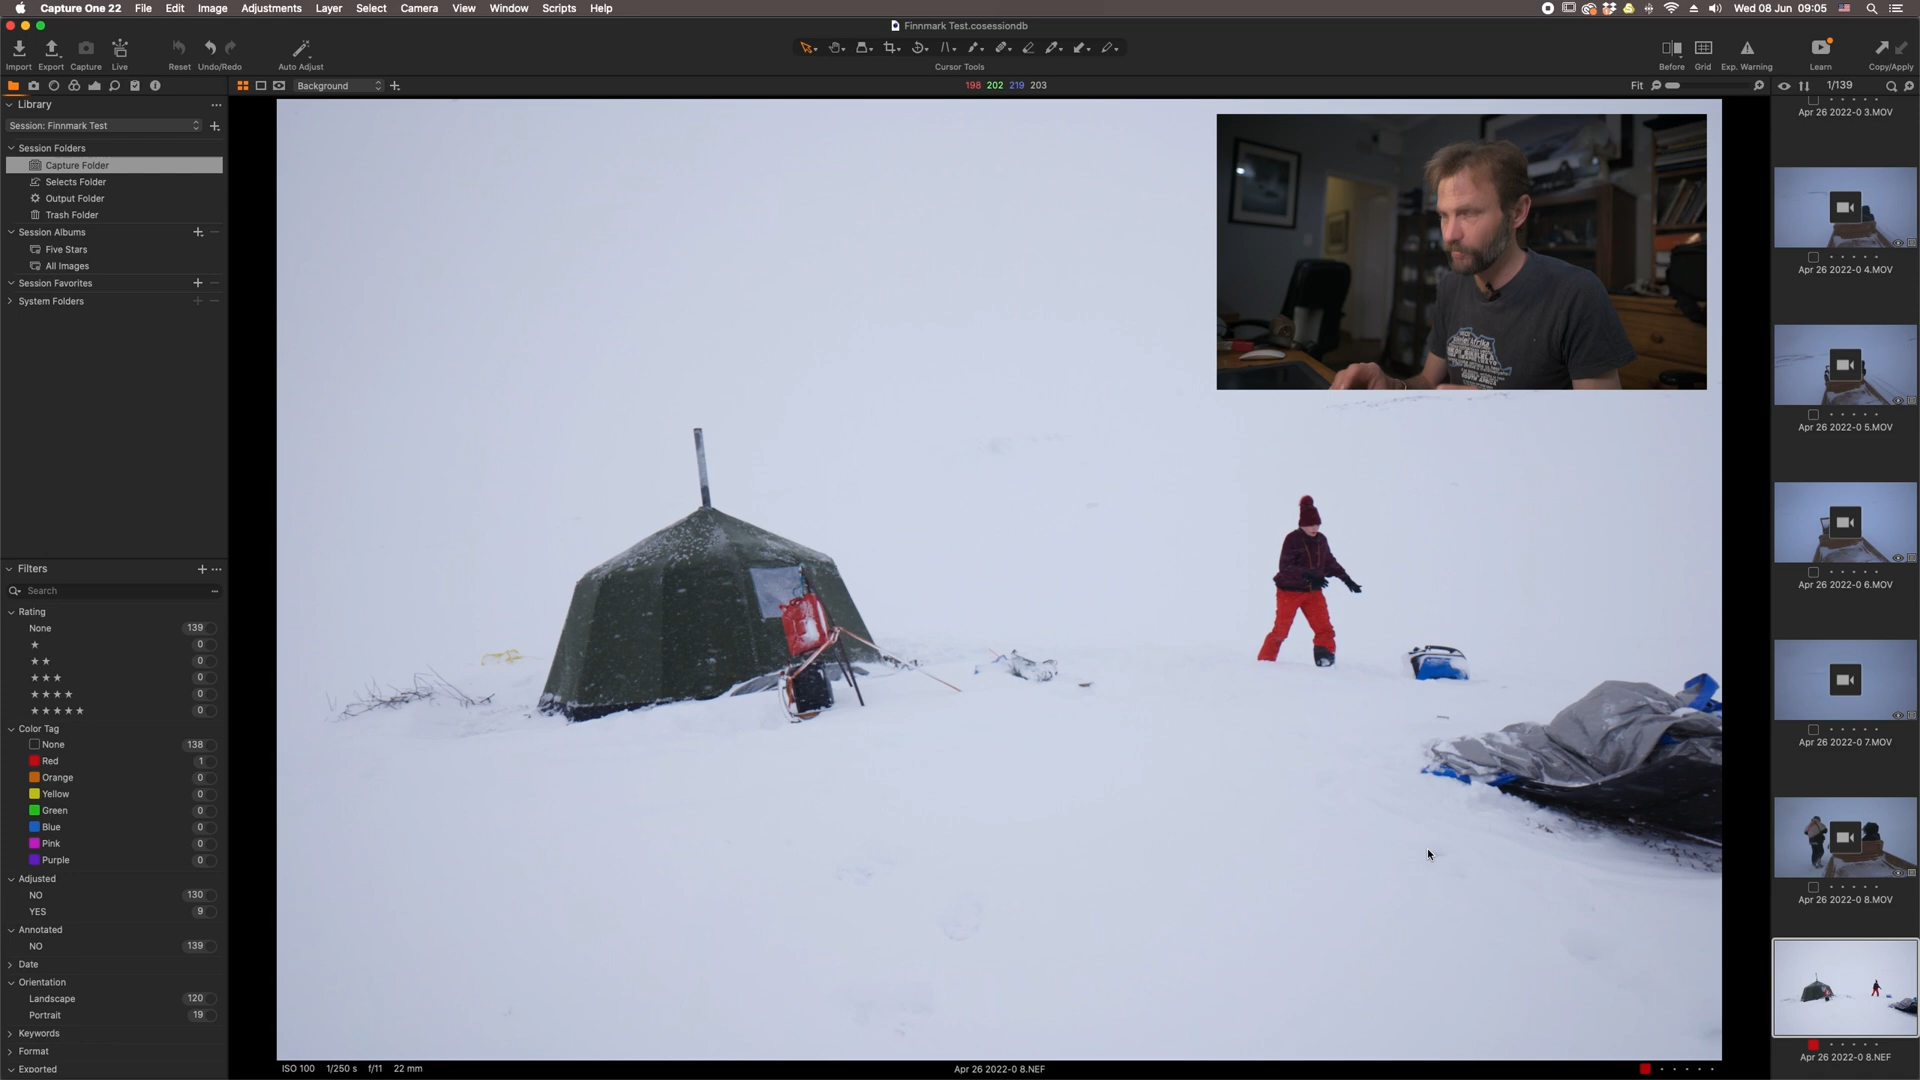 Capture One 22 File Edit Image Adjustments Layer Select Camera View Window Scripts Help
Wed 08 Jun 09:05
Finnmark Test.cosessiondb
Import Export Capture Live Reset Undo/Redo Auto Adjust
Cursor Tools
Before Grid Exp. Warning Learn Copy/Apply
Background
198 202 219 203
Fit
1/139
Library
Session: Finnmark Test
Session Folders
Capture Folder
Selects Folder
Output Folder
Trash Folder
Session Albums
Five Stars
All Images
Session Favorites
System Folders
Filters
Search
Rating
None 139
0
0
0
0
0
Color Tag
None 138
Red 1
Orange 0
Yellow 0
Green 0
Blue 0
Pink 0
Purple 0
Adjusted
NO 130
YES 9
Annotated
NO 139
Date
Orientation
Landscape 120
Portrait 19
Keywords
Format
Exported
SOUTH AFRICA
ISO 100 1/250 s f/11 22 mm
Apr 26 2022-0 8.NEF
Apr 26 2022-0 3.MOV
Apr 26 2022-0 4.MOV
Apr 26 2022-0 5.MOV
Apr 26 2022-0 6.MOV
Apr 26 2022-0 7.MOV
Apr 26 2022-0 8.MOV
Apr 26 2022-0 8.NEF